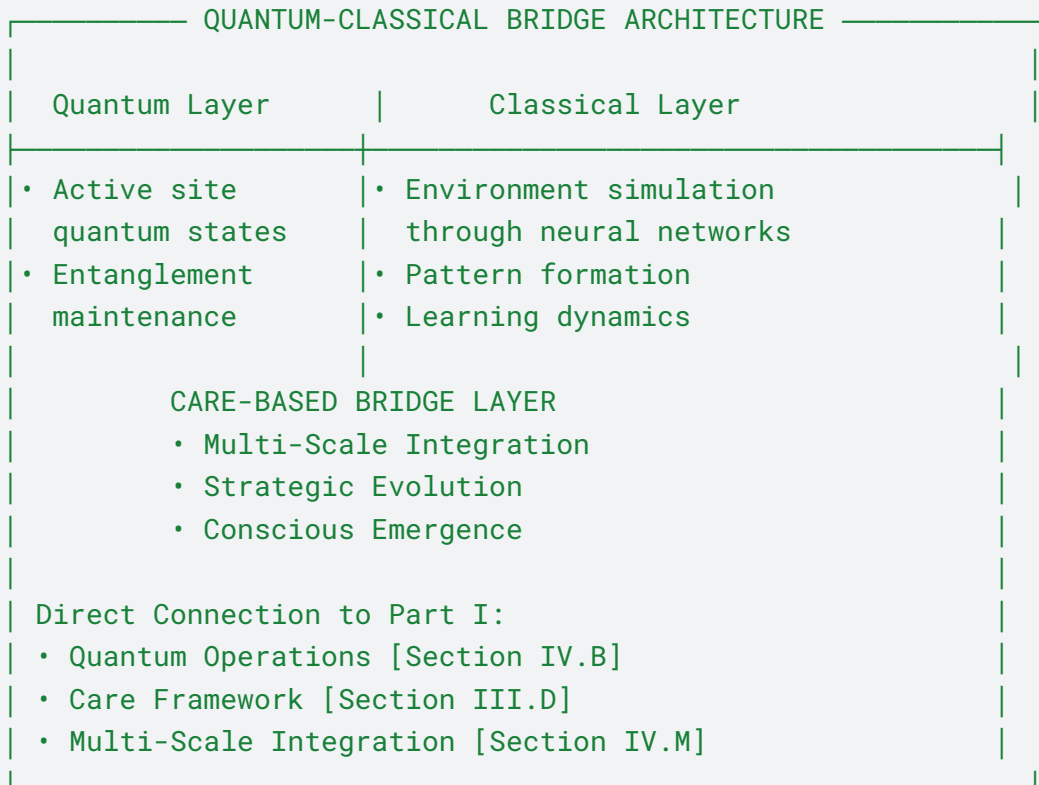 QUANTUM-CLASSICAL BRIDGE ARCHITECTURE
Quantum Layer | Classical Layer
• Active site | • Environment simulation
quantum states | through neural networks
• Entanglement | • Pattern formation
maintenance | • Learning dynamics
CARE-BASED BRIDGE LAYER
• Multi-Scale Integration
• Strategic Evolution
• Conscious Emergence
Direct Connection to Part I:
• Quantum Operations [Section IV.B]
• Care Framework [Section III.D]
• Multi-Scale Integration [Section IV.M]